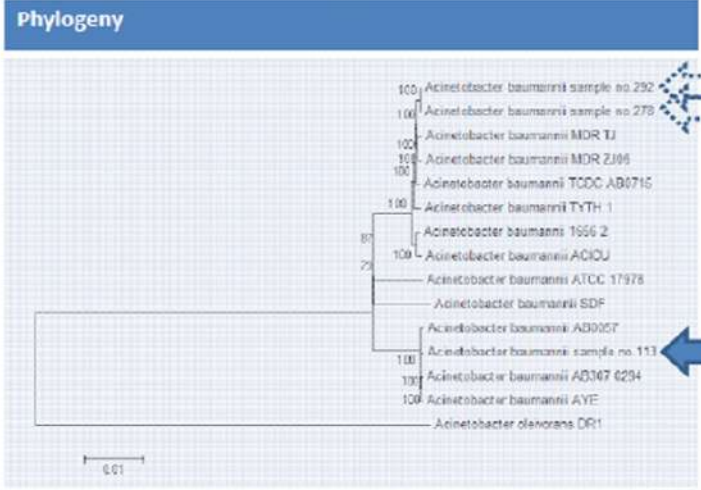 Phylogeny
100 Acinetobacter baumannii sample no.292
100 Acinetobacter baumannii sample no.278
100 Acinetobacter baumannii MDR TJ
Acinetobacter baumannii MDR ZJ06
100
Acinetobacter baumannii TCDC AB0715
100 Acinetobacter baumannii TYTH 1
Acinetobacter baumannii 1656 2
100 Acinetobacter baumannii ACICU
Acinetobacter baumannii ATCC 17978
Acinetobacter baumannii SDF
Acinetobacter baumannii AB0057
100 Acinetobacter baumannii sample no.113
100 Acinetobacter baumannii AB307 0294
100 Acinetobacter baumannii AYE
Acinetobacter oleivorans DR1
0.01